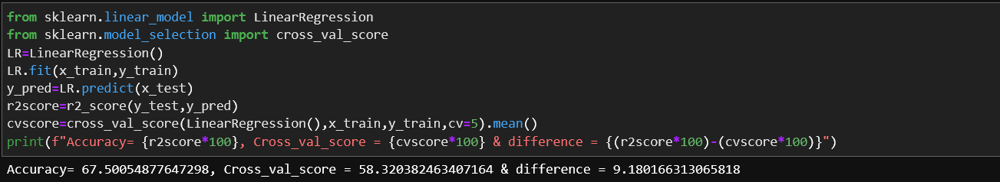 from sklearn.linear_model import LinearRegression
from sklearn.model_selection import cross_val_score
LR=LinearRegression()
LR.fit(x_train,y_train)
y_pred=LR.predict(x_test)
r2score=r2_score(y_test,y_pred)
cvscore=cross_val_score(LinearRegression(),x_train,y_train,cv=5).mean()
print(f"Accuracy= {r2score*100}, Cross_val_score = {cvscore*100} & difference = {(r2score*100)-(cvscore*100)}")
Accuracy= 67.50054877647298, Cross_val_score = 58.320382463407164 & difference = 9.180166313065818